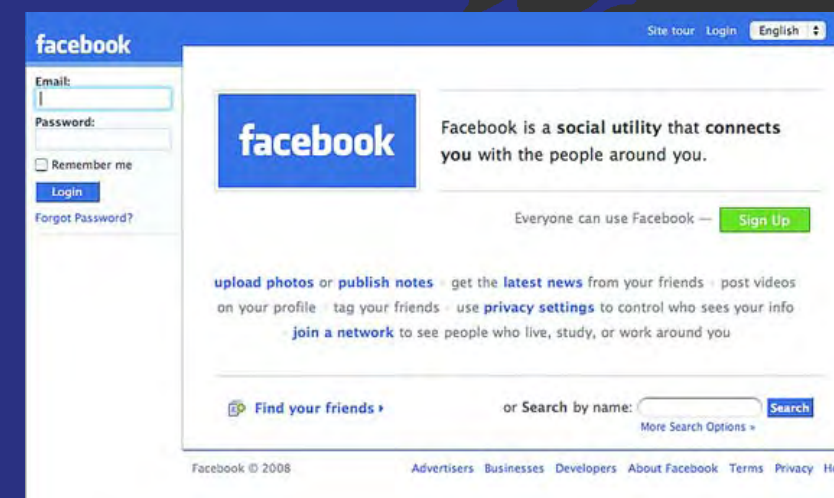 facebook
Site tour Login English
Email:
Password:
Remember me
Login
Forgot Password?
facebook
Facebook is a social utility that connects
you with the people around you.
Everyone can use Facebook — Sign Up
upload photos or publish notes · get the latest news from your friends · post videos
on your profile · tag your friends · use privacy settings to control who sees your info
· join a network to see people who live, study, or work around you
Find your friends ▸
or Search by name: Search
More Search Options »
Facebook © 2008 Advertisers Businesses Developers About Facebook Terms Privacy